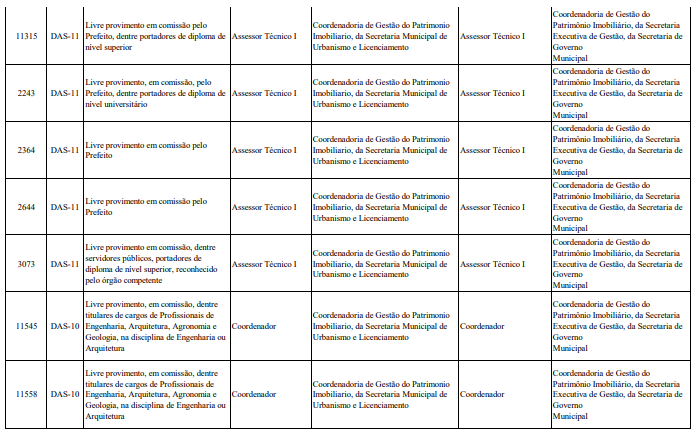 11315
DAS-11
Livre provimento em comissão pelo
Prefeito, dentre portadores de diploma de
nível superior
Assessor Técnico I
Coordenadoria de Gestão do Patrimonio
Imobiliario, da Secretaria Municipal de
Urbanismo e Licenciamento
Assessor Técnico I
Coordenadoria de Gestão do
Patrimônio Imobiliário, da Secretaria
Executiva de Gestão, da Secretaria de
Governo
Municipal
2243
DAS-11
Livre provimento, em comissão, pelo
Prefeito, dentre portadores de diploma de
nível universitário
Assessor Técnico I
Coordenadoria de Gestão do Patrimonio
Imobiliario, da Secretaria Municipal de
Urbanismo e Licenciamento
Assessor Técnico I
Coordenadoria de Gestão do
Patrimônio Imobiliário, da Secretaria
Executiva de Gestão, da Secretaria de
Governo
Municipal
2364
DAS-11
Livre provimento em comissão pelo
Prefeito
Assessor Técnico I
Coordenadoria de Gestão do Patrimonio
Imobiliario, da Secretaria Municipal de
Urbanismo e Licenciamento
Assessor Técnico I
Coordenadoria de Gestão do
Patrimônio Imobiliário, da Secretaria
Executiva de Gestão, da Secretaria de
Governo
Municipal
2644
DAS-11
Livre provimento em comissão pelo
Prefeito
Assessor Técnico I
Coordenadoria de Gestão do Patrimonio
Imobiliario, da Secretaria Municipal de
Urbanismo e Licenciamento
Assessor Técnico I
Coordenadoria de Gestão do
Patrimônio Imobiliário, da Secretaria
Executiva de Gestão, da Secretaria de
Governo
Municipal
3073
DAS-11
Livre provimento em comissão, dentre
servidores públicos, portadores de
diploma de nível superior, reconhecido
pelo órgão competente
Assessor Técnico I
Coordenadoria de Gestão do Patrimonio
Imobiliario, da Secretaria Municipal de
Urbanismo e Licenciamento
Assessor Técnico I
Coordenadoria de Gestão do
Patrimônio Imobiliário, da Secretaria
Executiva de Gestão, da Secretaria de
Governo
Municipal
11545
DAS-10
Livre provimento, em comissão, dentre
titulares de cargos de Profissionais de
Engenharia, Arquitetura, Agronomia e
Geologia, na disciplina de Engenharia ou
Arquitetura
Coordenador
Coordenadoria de Gestão do Patrimonio
Imobiliario, da Secretaria Municipal de
Urbanismo e Licenciamento
Coordenador
Coordenadoria de Gestão do
Patrimônio Imobiliário, da Secretaria
Executiva de Gestão, da Secretaria de
Governo
Municipal
11558
DAS-10
Livre provimento, em comissão, dentre
titulares de cargos de Profissionais de
Engenharia, Arquitetura, Agronomia e
Geologia, na disciplina de Engenharia ou
Arquitetura
Coordenador
Coordenadoria de Gestão do Patrimonio
Imobiliario, da Secretaria Municipal de
Urbanismo e Licenciamento
Coordenador
Coordenadoria de Gestão do
Patrimônio Imobiliário, da Secretaria
Executiva de Gestão, da Secretaria de
Governo
Municipal